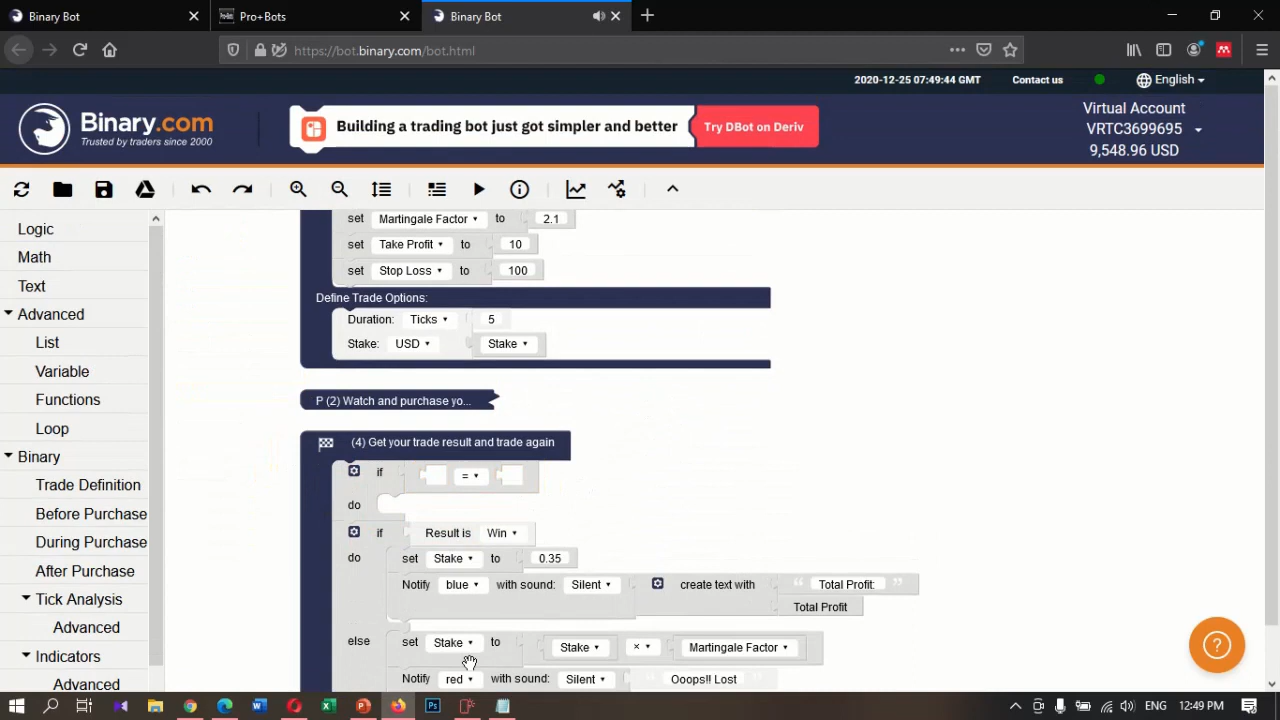 Binary Bot
Pro+Bots
Binary Bot
https://bot.binary.com/bot.html
2020-12-25 07:49:44 GMT
Contact us
English
Binary.com
Trusted by traders since 2000
Building a trading bot just got simpler and better
Try DBot on Deriv
Virtual Account
VRTC3699695
9,548.96 USD
Logic
Math
Text
Advanced
List
Variable
Functions
Loop
Binary
Trade Definition
Before Purchase
During Purchase
After Purchase
Tick Analysis
Advanced
Indicators
Advanced
set Martingale Factor to 2.1
set Take Profit to 10
set Stop Loss to 100
Define Trade Options:
Duration: Ticks 5
Stake: USD Stake
P (2) Watch and purchase yo...
(4) Get your trade result and trade again
if =
do
if Result is Win
do set Stake to 0.35
Notify blue with sound: Silent create text with “ Total Profit: ”
Total Profit
else set Stake to Stake × Martingale Factor
Notify red with sound: Silent “ Ooops!! Lost ”
ENG 12:49 PM